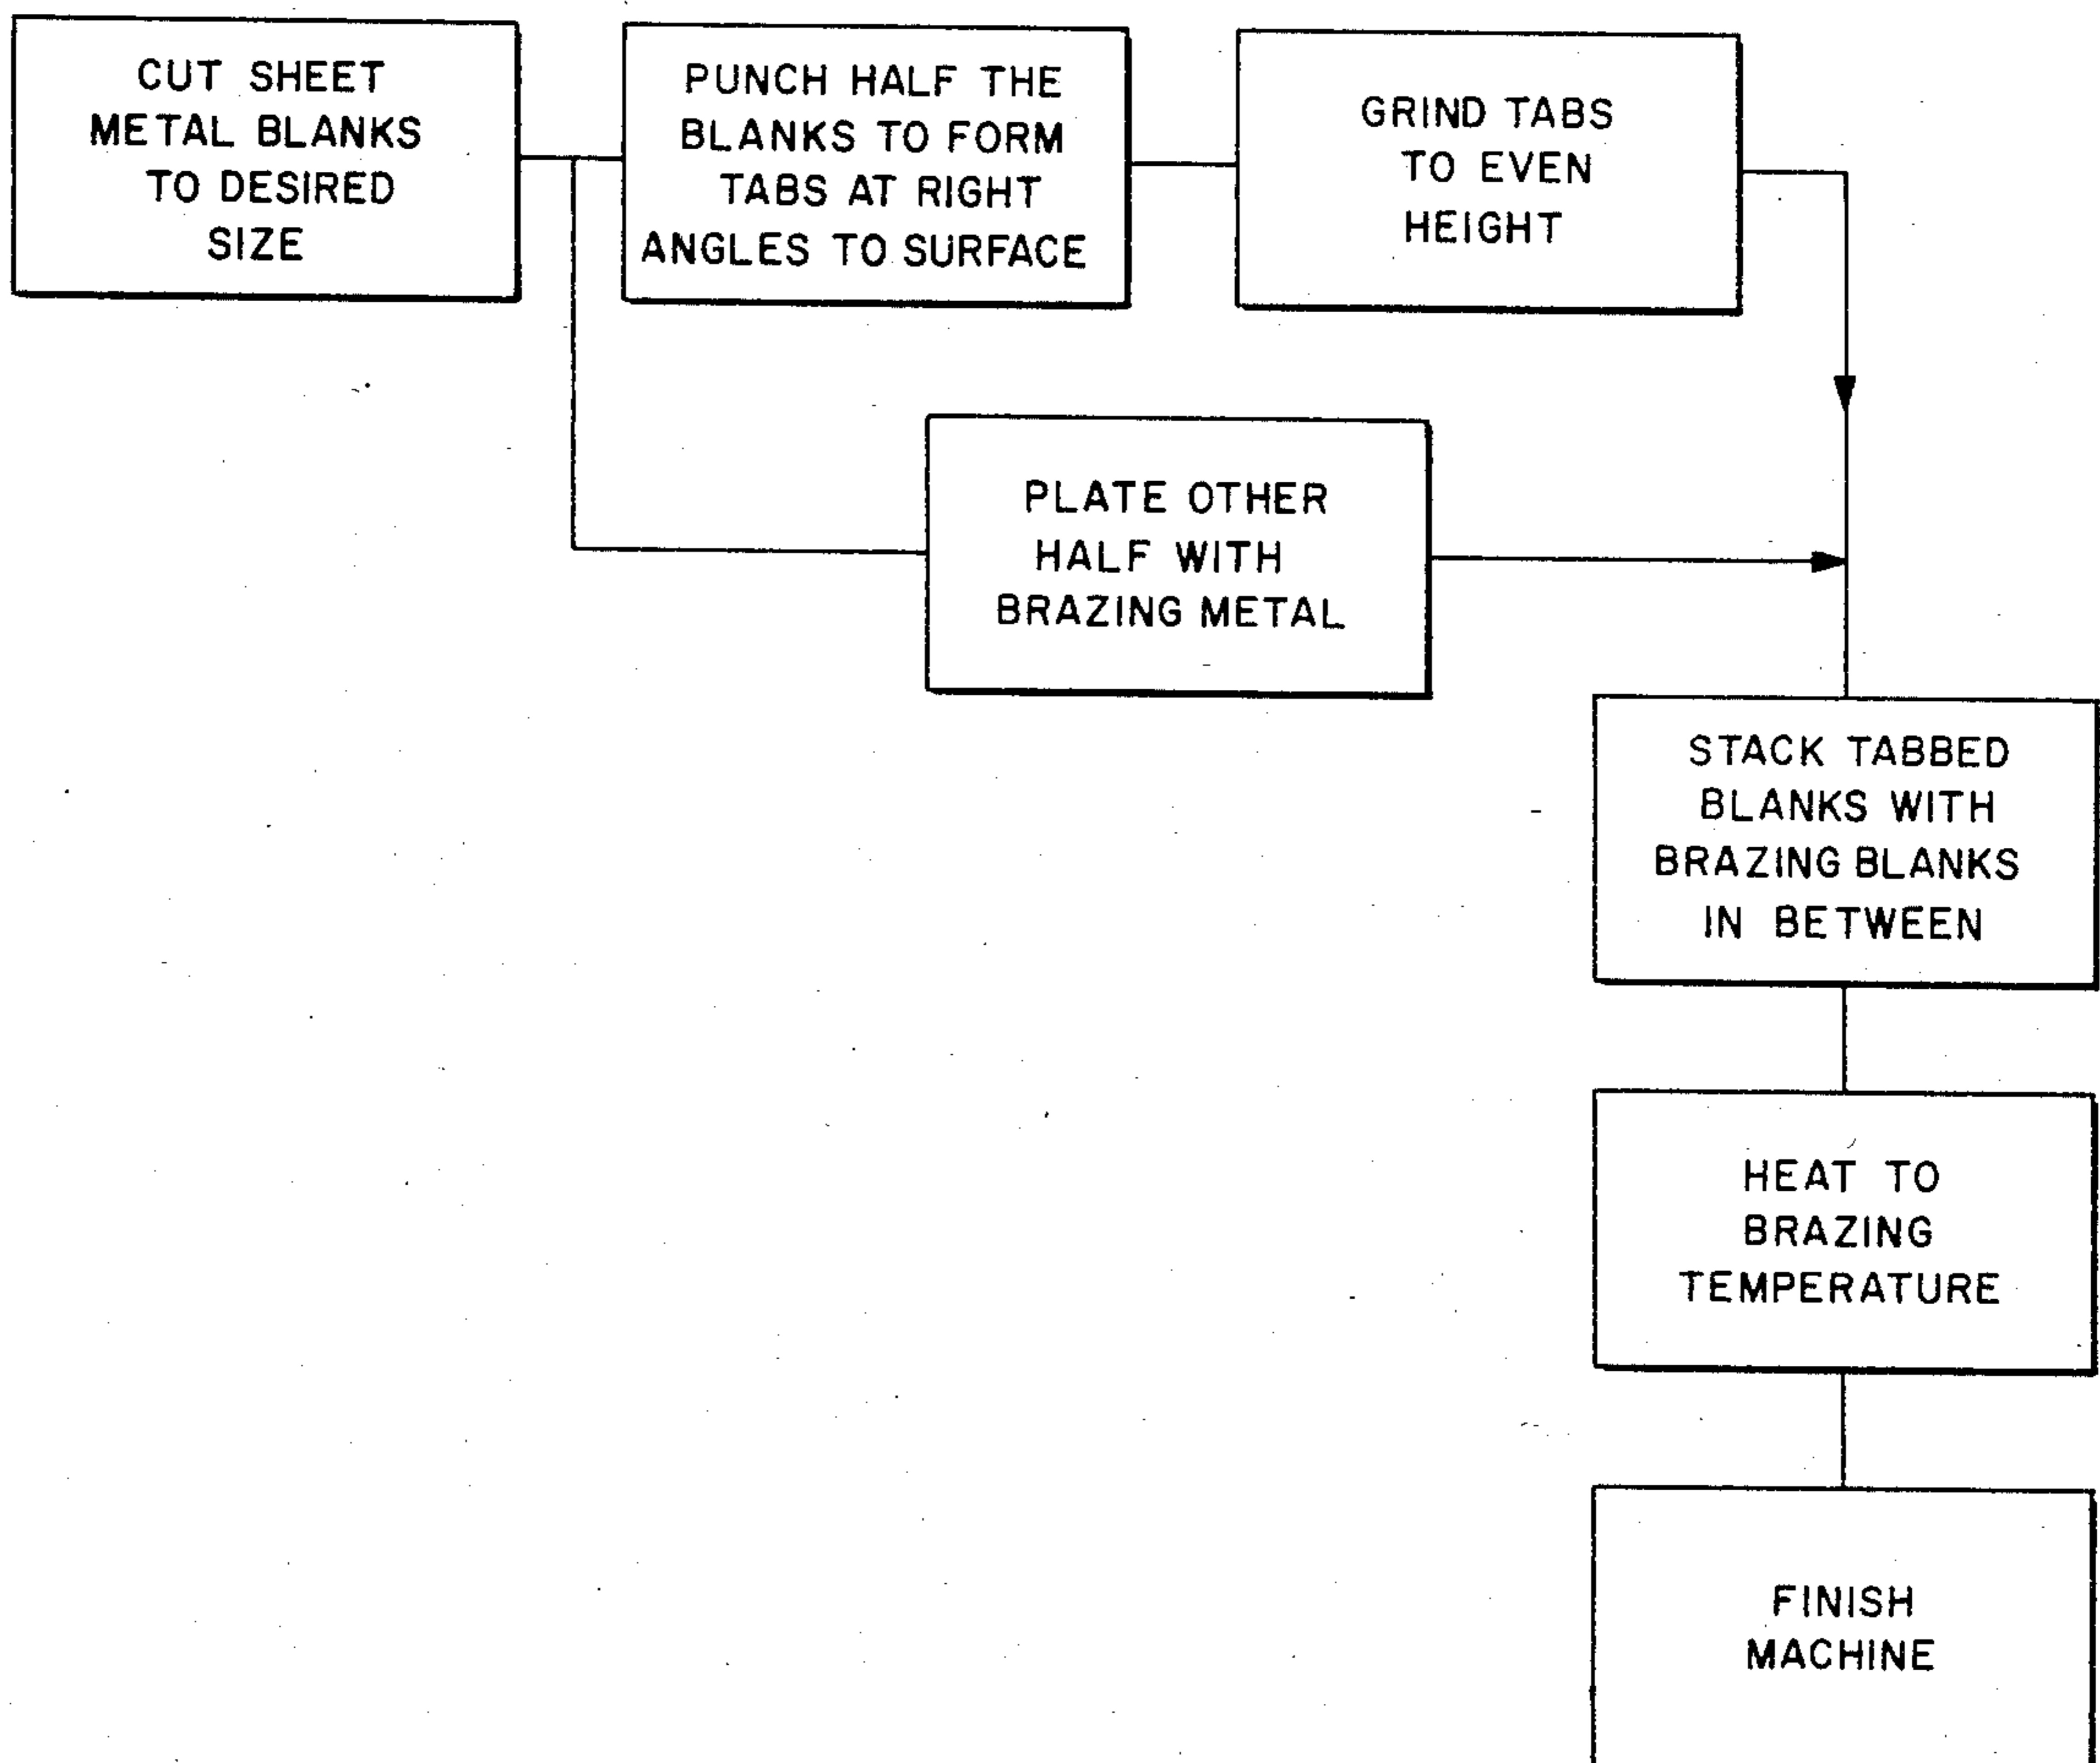 CUT SHEET
METAL BLANKS
TO DESIRED
SIZE
PUNCH HALF THE
BLANKS TO FORM
TABS AT RIGHT
ANGLES TO SURFACE
GRIND TABS
TO EVEN
HEIGHT
PLATE OTHER
HALF WITH
BRAZING METAL
STACK TABBED
BLANKS WITH
BRAZING BLANKS
IN BETWEEN
HEAT TO
BRAZING
TEMPERATURE
FINISH
MACHINE